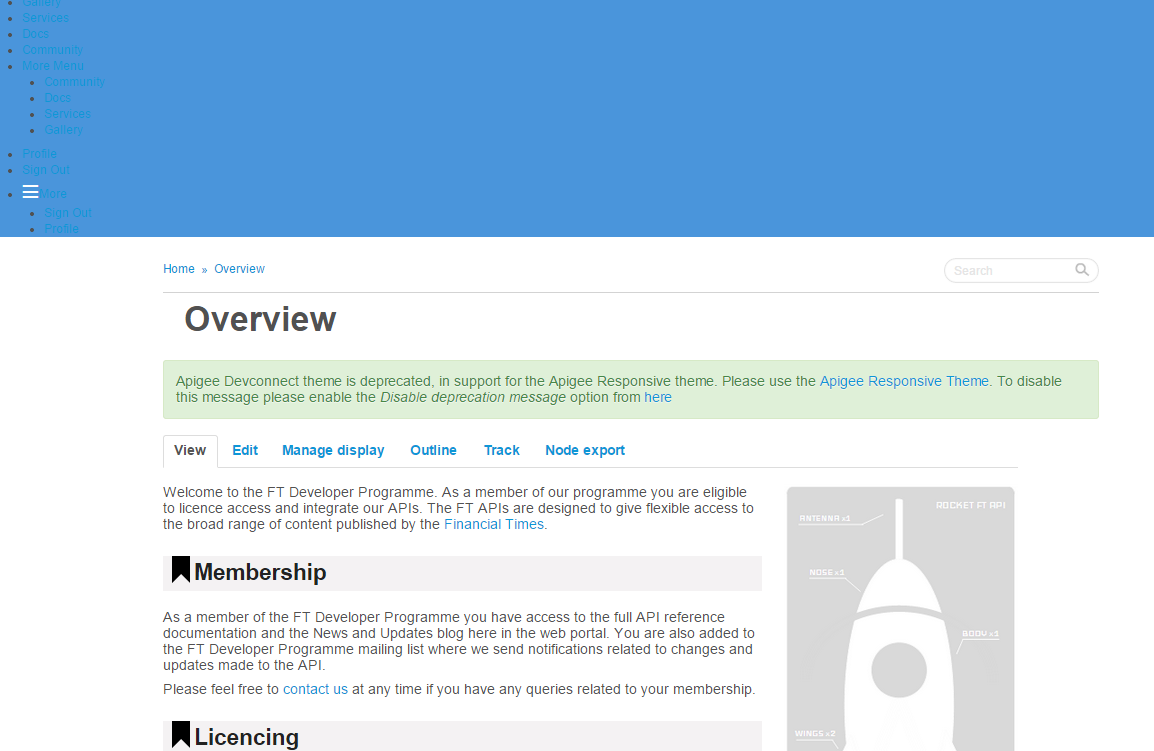 Gallery
Services
Docs
Community
More Menu
Community
Docs
Services
Gallery
Profile
Sign Out
More
Sign Out
Profile
Home » Overview
Search
Overview
Apigee Devconnect theme is deprecated, in support for the Apigee Responsive theme. Please use the Apigee Responsive Theme. To disable
this message please enable the Disable deprecation message option from here
View Edit Manage display Outline Track Node export
Welcome to the FT Developer Programme. As a member of our programme you are eligible
to licence access and integrate our APIs. The FT APIs are designed to give flexible access to
the broad range of content published by the Financial Times.
ROCKET FT API
ANTENNA x1
NOSE x1
BODY x1
WINGS x2
Membership
As a member of the FT Developer Programme you have access to the full API reference
documentation and the News and Updates blog here in the web portal. You are also added to
the FT Developer Programme mailing list where we send notifications related to changes and
updates made to the API.
Please feel free to contact us at any time if you have any queries related to your membership.
Licencing